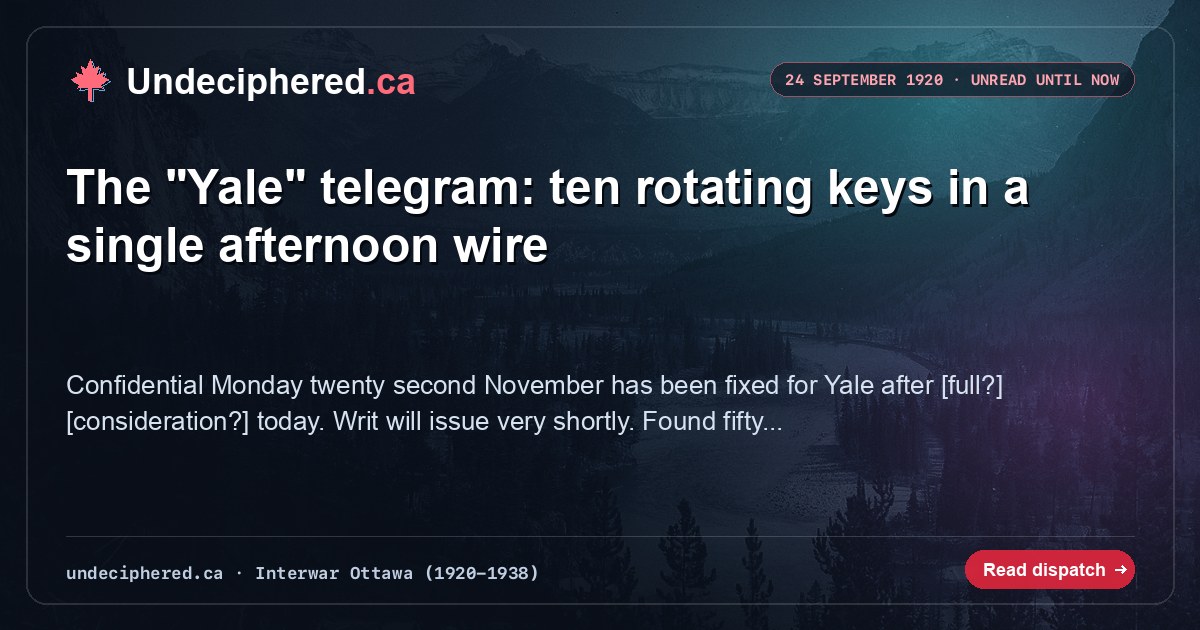 Undeciphered.ca
24 SEPTEMBER 1920 · UNREAD UNTIL NOW
The "Yale" telegram: ten rotating keys in a
single afternoon wire
Confidential Monday twenty second November has been fixed for Yale after [full?]
[consideration?] today. Writ will issue very shortly. Found fifty...
undeciphered.ca · Interwar Ottawa (1920–1938)
Read dispatch →